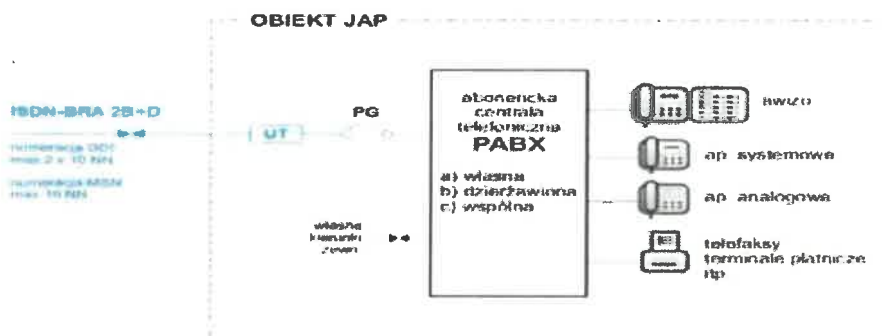 OBIEKT JAP
ISDN-BRA 2B+D
numeracja DDI
max 2 x 10 NN
numeracja MSN
max 10 NN
UT
PG
własne
kierunki
zewn
abonencka
centrala
telefoniczna
PABX
a) własna
b) dzierżawiona
c) wspólna
awizo
ap systemowe
ap analogowe
telefaksy
terminale płatnicze
itp